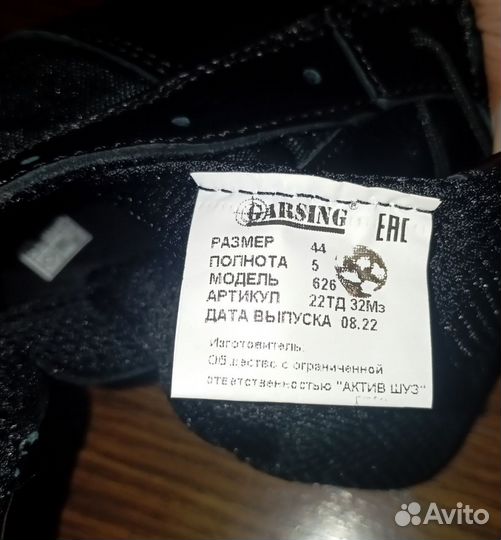 GARSING®
EAC
РАЗМЕР 44
ПОЛНОТА 5
МОДЕЛЬ 626
АРТИКУЛ 22ТД 32Мз
ДАТА ВЫПУСКА 08.22
Изготовитель:
Общество с ограниченной
ответственностью "АКТИВ ШУЗ"
Avito